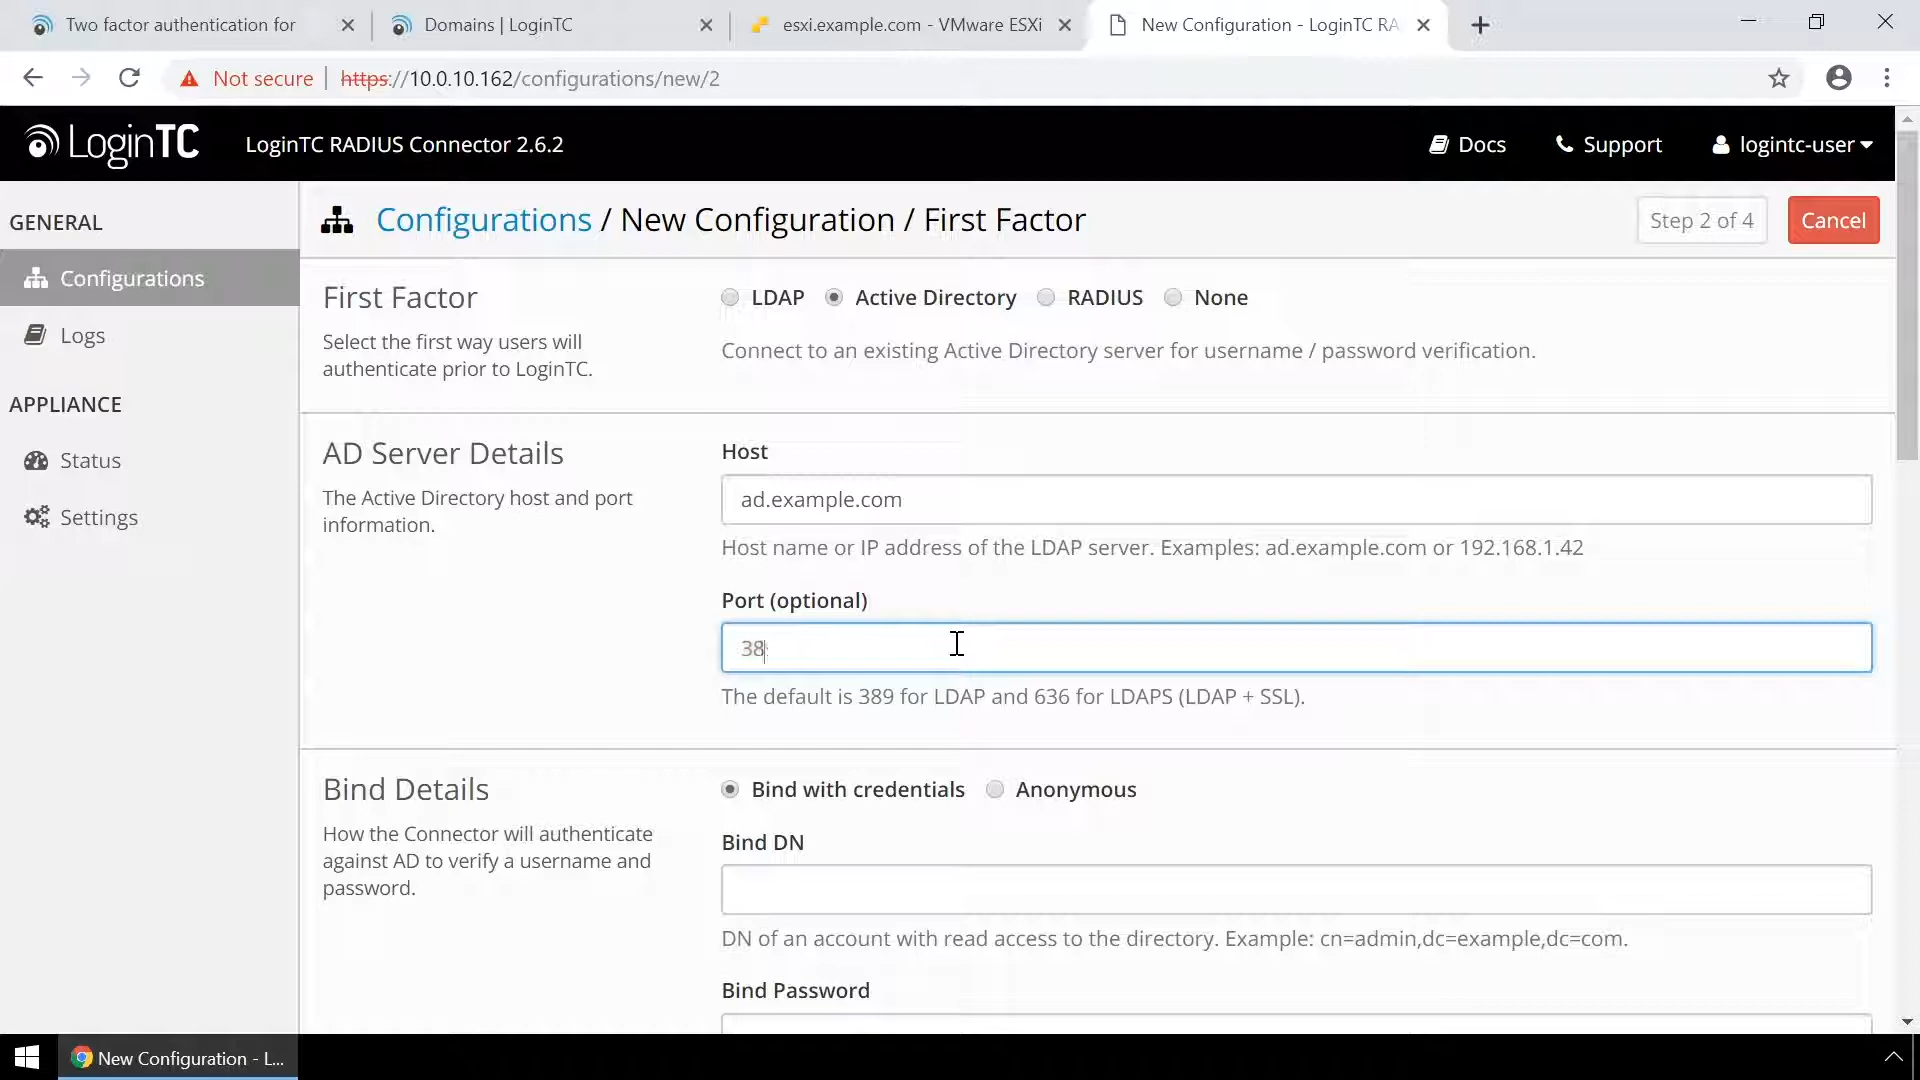 Two factor authentication for
Domains | LoginTC
esxi.example.com - VMware ESXi
New Configuration - LoginTC RA
Not secure
https://10.0.10.162/configurations/new/2
LoginTC
LoginTC RADIUS Connector 2.6.2
Docs
Support
logintc-user
GENERAL
Configurations
Logs
APPLIANCE
Status
Settings
Configurations / New Configuration / First Factor
Step 2 of 4
Cancel
First Factor
Select the first way users will
authenticate prior to LoginTC.
LDAP
Active Directory
RADIUS
None
Connect to an existing Active Directory server for username / password verification.
AD Server Details
The Active Directory host and port
information.
Host
ad.example.com
Host name or IP address of the LDAP server. Examples: ad.example.com or 192.168.1.42
Port (optional)
38
The default is 389 for LDAP and 636 for LDAPS (LDAP + SSL).
Bind Details
How the Connector will authenticate
against AD to verify a username and
password.
Bind with credentials
Anonymous
Bind DN
DN of an account with read access to the directory. Example: cn=admin,dc=example,dc=com.
Bind Password
New Configuration - L...